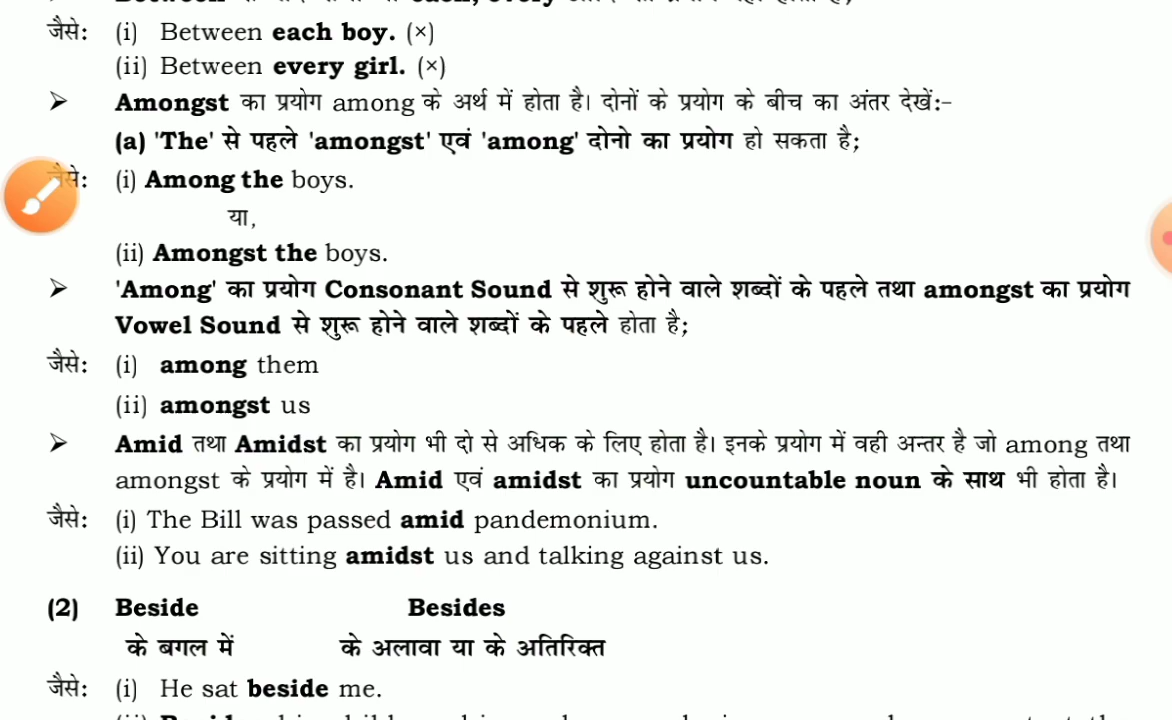 जैसे: (i) Between each boy. (×)
(ii) Between every girl. (×)
➢ Amongst का प्रयोग among के अर्थ में होता है। दोनों के प्रयोग के बीच का अंतर देखें:-
(a) 'The' से पहले 'amongst' एवं 'among' दोनो का प्रयोग हो सकता है;
जैसे: (i) Among the boys.
या,
(ii) Amongst the boys.
➢ 'Among' का प्रयोग Consonant Sound से शुरू होने वाले शब्दों के पहले तथा amongst का प्रयोग
Vowel Sound से शुरू होने वाले शब्दों के पहले होता है;
जैसे: (i) among them
(ii) amongst us
➢ Amid तथा Amidst का प्रयोग भी दो से अधिक के लिए होता है। इनके प्रयोग में वही अन्तर है जो among तथा
amongst के प्रयोग में है। Amid एवं amidst का प्रयोग uncountable noun के साथ भी होता है।
जैसे: (i) The Bill was passed amid pandemonium.
(ii) You are sitting amidst us and talking against us.
(2) Beside Besides
के बगल में के अलावा या के अतिरिक्त
जैसे: (i) He sat beside me.